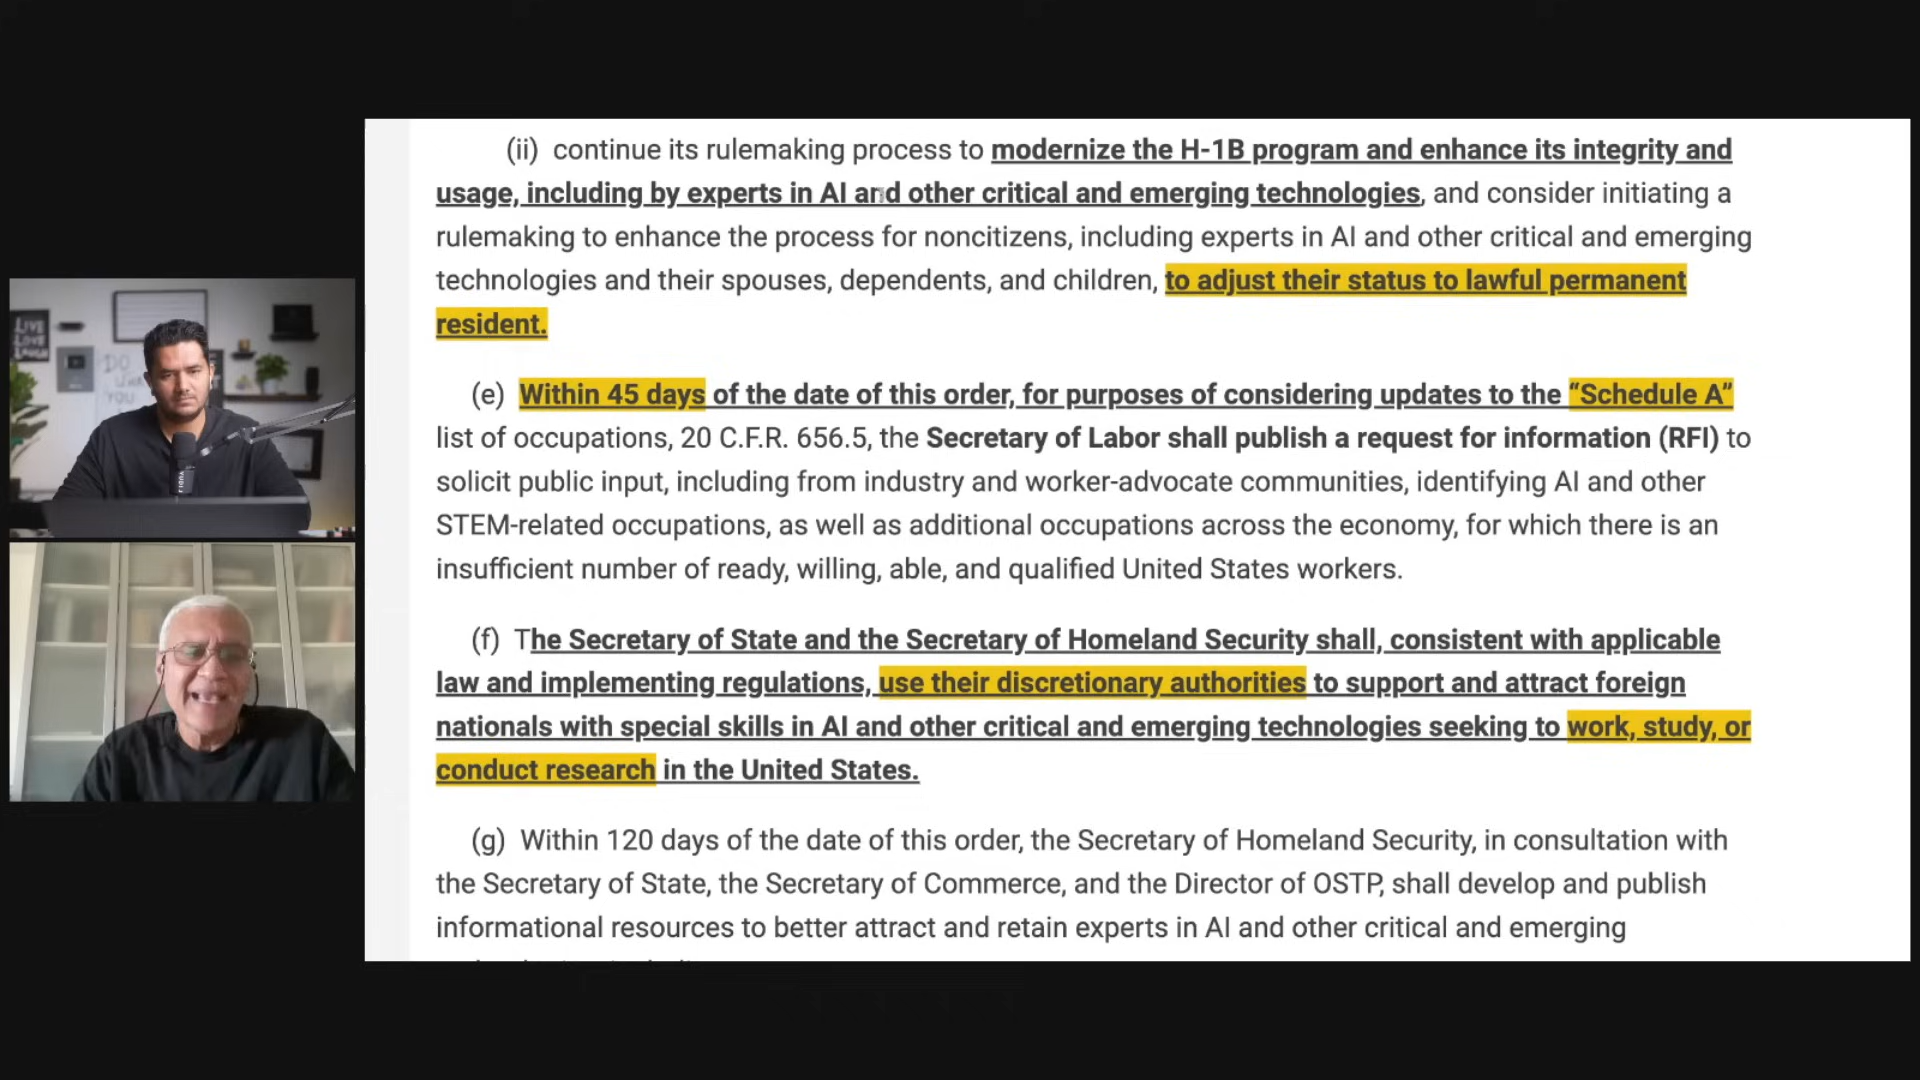 (ii) continue its rulemaking process to modernize the H-1B program and enhance its integrity and
usage, including by experts in AI and other critical and emerging technologies, and consider initiating a
rulemaking to enhance the process for noncitizens, including experts in AI and other critical and emerging
technologies and their spouses, dependents, and children, to adjust their status to lawful permanent
resident.
(e) Within 45 days of the date of this order, for purposes of considering updates to the “Schedule A”
list of occupations, 20 C.F.R. 656.5, the Secretary of Labor shall publish a request for information (RFI) to
solicit public input, including from industry and worker-advocate communities, identifying AI and other
STEM-related occupations, as well as additional occupations across the economy, for which there is an
insufficient number of ready, willing, able, and qualified United States workers.
(f) The Secretary of State and the Secretary of Homeland Security shall, consistent with applicable
law and implementing regulations, use their discretionary authorities to support and attract foreign
nationals with special skills in AI and other critical and emerging technologies seeking to work, study, or
conduct research in the United States.
(g) Within 120 days of the date of this order, the Secretary of Homeland Security, in consultation with
the Secretary of State, the Secretary of Commerce, and the Director of OSTP, shall develop and publish
informational resources to better attract and retain experts in AI and other critical and emerging
LIVE
LOVE
LAUGH
DO
WHAT
YOU